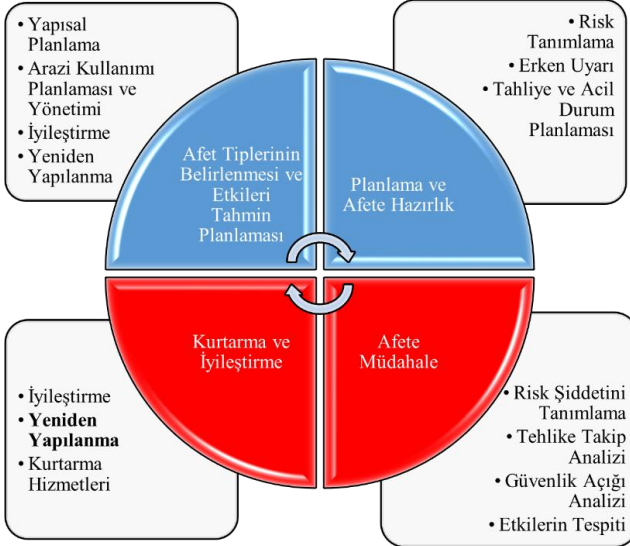 • Yapısal
Planlama
• Arazi Kullanımı
Planlaması ve
Yönetimi
• İyileştirme
• Yeniden
Yapılanma
• Risk
Tanımlama
• Erken Uyarı
• Tahliye ve Acil
Durum
Planlaması
Afet Tiplerinin
Belirlenmesi ve
Etkileri
Tahmin
Planlaması
Planlama ve
Afete Hazırlık
Kurtarma ve
İyileştirme
Afete
Müdahale
• İyileştirme
• Yeniden
Yapılanma
• Kurtarma
Hizmetleri
• Risk Şiddetini
Tanımlama
• Tehlike Takip
Analizi
• Güvenlik Açığı
Analizi
• Etkilerin Tespiti